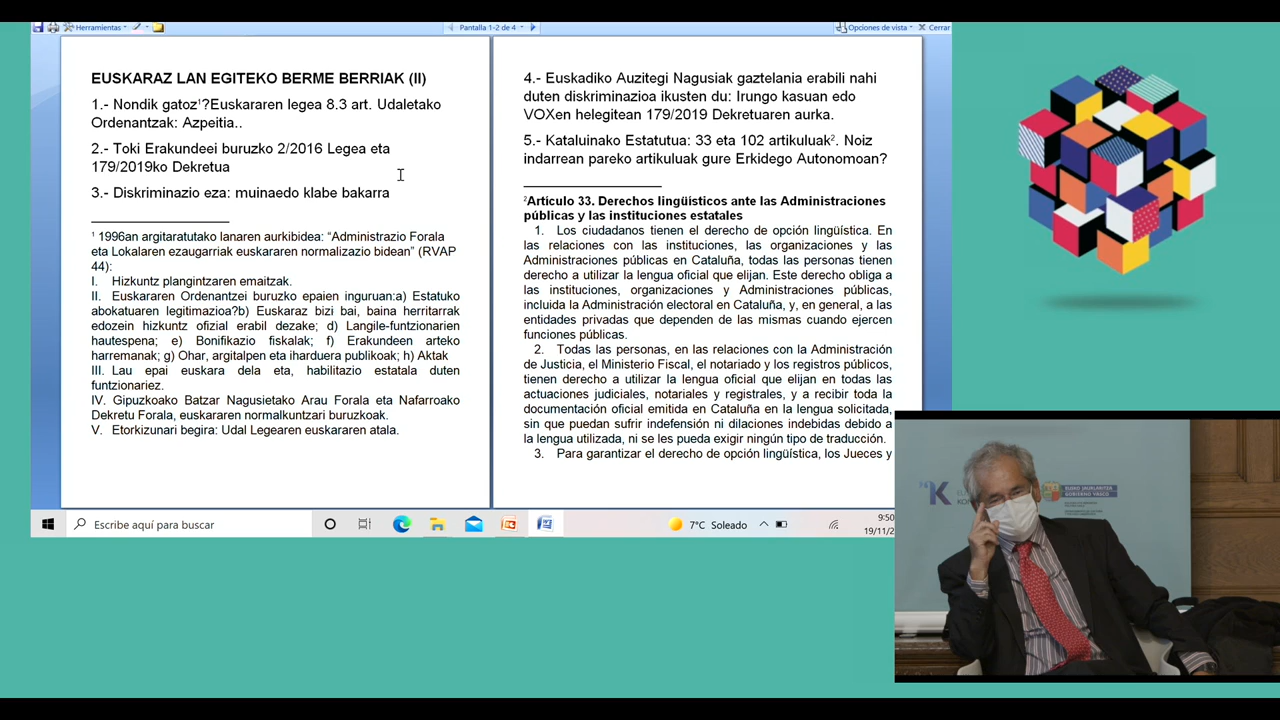 Herramientas
Pantalla 1-2 de 4
Opciones de vista
Cerrar
EUSKARAZ LAN EGITEKO BERME BERRIAK (II)
1.- Nondik gatoz¹?Euskararen legea 8.3 art. Udaletako
Ordenantzak: Azpeitia..
2.- Toki Erakundeei buruzko 2/2016 Legea eta
179/2019ko Dekretua
3.- Diskriminazio eza: muinaedo klabe bakarra
¹ 1996an argitaratutako lanaren aurkibidea: “Administrazio Forala
eta Lokalaren ezaugarriak euskararen normalizazio bidean” (RVAP
44):
I. Hizkuntz plangintzaren emaitzak.
II. Euskararen Ordenantzei buruzko epaien inguruan:a) Estatuko
abokatuaren legitimazioa?b) Euskaraz bizi bai, baina herritarrak
edozein hizkuntz ofizial erabil dezake; d) Langile-funtzionarien
hautespena; e) Bonifikazio fiskalak; f) Erakundeen arteko
harremanak; g) Ohar, argitalpen eta iharduera publikoak; h) Aktak
III. Lau epai euskara dela eta, habilitazio estatala duten
funtzionariez.
IV. Gipuzkoako Batzar Nagusietako Arau Forala eta Nafarroako
Dekretu Forala, euskararen normalkuntzari buruzkoak.
V. Etorkizunari begira: Udal Legearen euskararen atala.
4.- Euskadiko Auzitegi Nagusiak gaztelania erabili nahi
duten diskriminazioa ikusten du: Irungo kasuan edo
VOXen helegitean 179/2019 Dekretuaren aurka.
5.- Kataluinako Estatutua: 33 eta 102 artikuluak². Noiz
indarrean pareko artikuluak gure Erkidego Autonomoan?
²Artículo 33. Derechos lingüísticos ante las Administraciones
públicas y las instituciones estatales
1. Los ciudadanos tienen el derecho de opción lingüística. En
las relaciones con las instituciones, las organizaciones y las
Administraciones públicas en Cataluña, todas las personas tienen
derecho a utilizar la lengua oficial que elijan. Este derecho obliga a
las instituciones, organizaciones y Administraciones públicas,
incluida la Administración electoral en Cataluña, y, en general, a las
entidades privadas que dependen de las mismas cuando ejercen
funciones públicas.
2. Todas las personas, en las relaciones con la Administración
de Justicia, el Ministerio Fiscal, el notariado y los registros públicos,
tienen derecho a utilizar la lengua oficial que elijan en todas las
actuaciones judiciales, notariales y registrales, y a recibir toda la
documentación oficial emitida en Cataluña en la lengua solicitada,
sin que puedan sufrir indefensión ni dilaciones indebidas debido a
la lengua utilizada, ni se les pueda exigir ningún tipo de traducción.
3. Para garantizar el derecho de opción lingüística, los Jueces y
Escribe aquí para buscar
7°C Soleado
9:50
19/11/2
"K
EUSKO JAURLARITZA
GOBIERNO VASCO